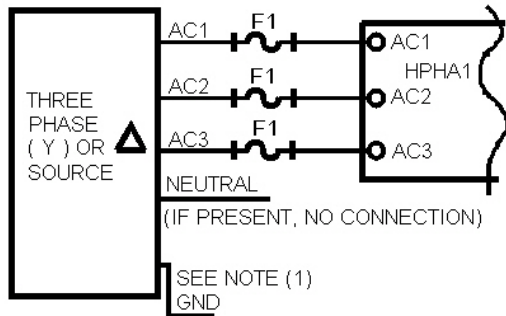 AC1
F1
AC1
HPHA1
AC2
F1
AC2
THREE
PHASE
( Y ) OR Δ
SOURCE
AC3
F1
AC3
NEUTRAL
(IF PRESENT, NO CONNECTION)
SEE NOTE (1)
GND